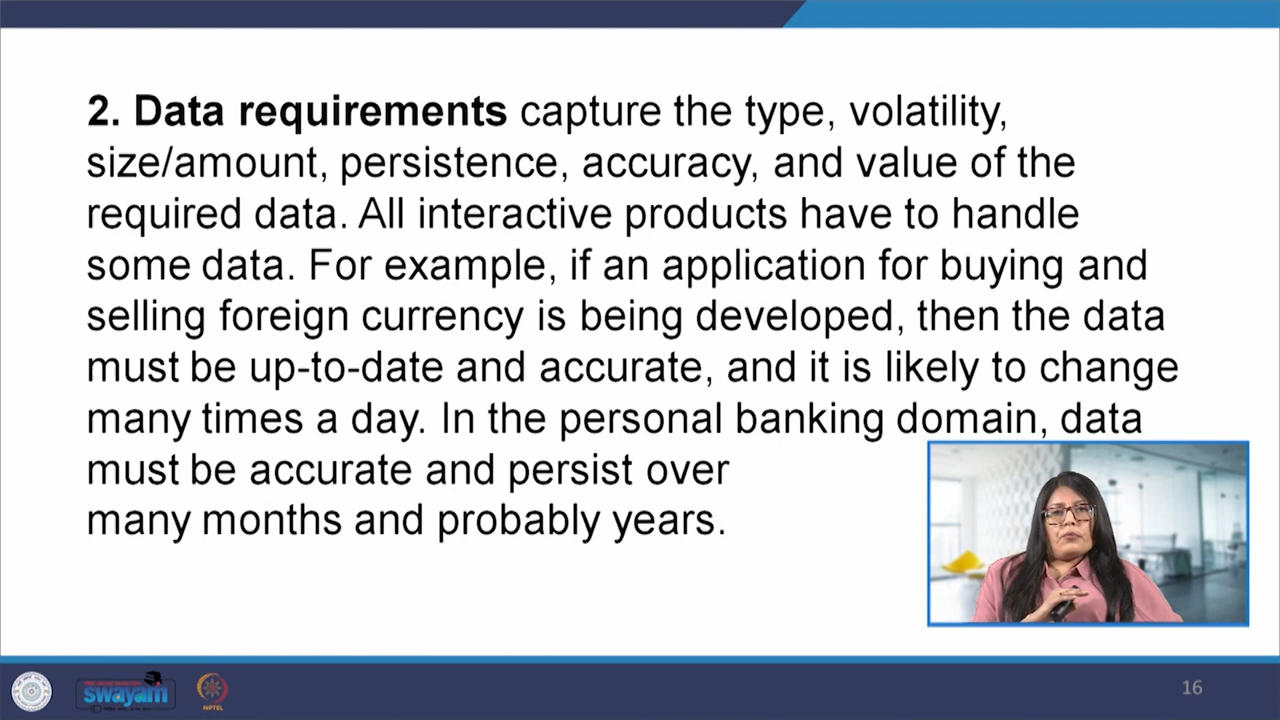 2. Data requirements capture the type, volatility,
size/amount, persistence, accuracy, and value of the
required data. All interactive products have to handle
some data. For example, if an application for buying and
selling foreign currency is being developed, then the data
must be up-to-date and accurate, and it is likely to change
many times a day. In the personal banking domain, data
must be accurate and persist over
many months and probably years.
swayam
NPTEL
16